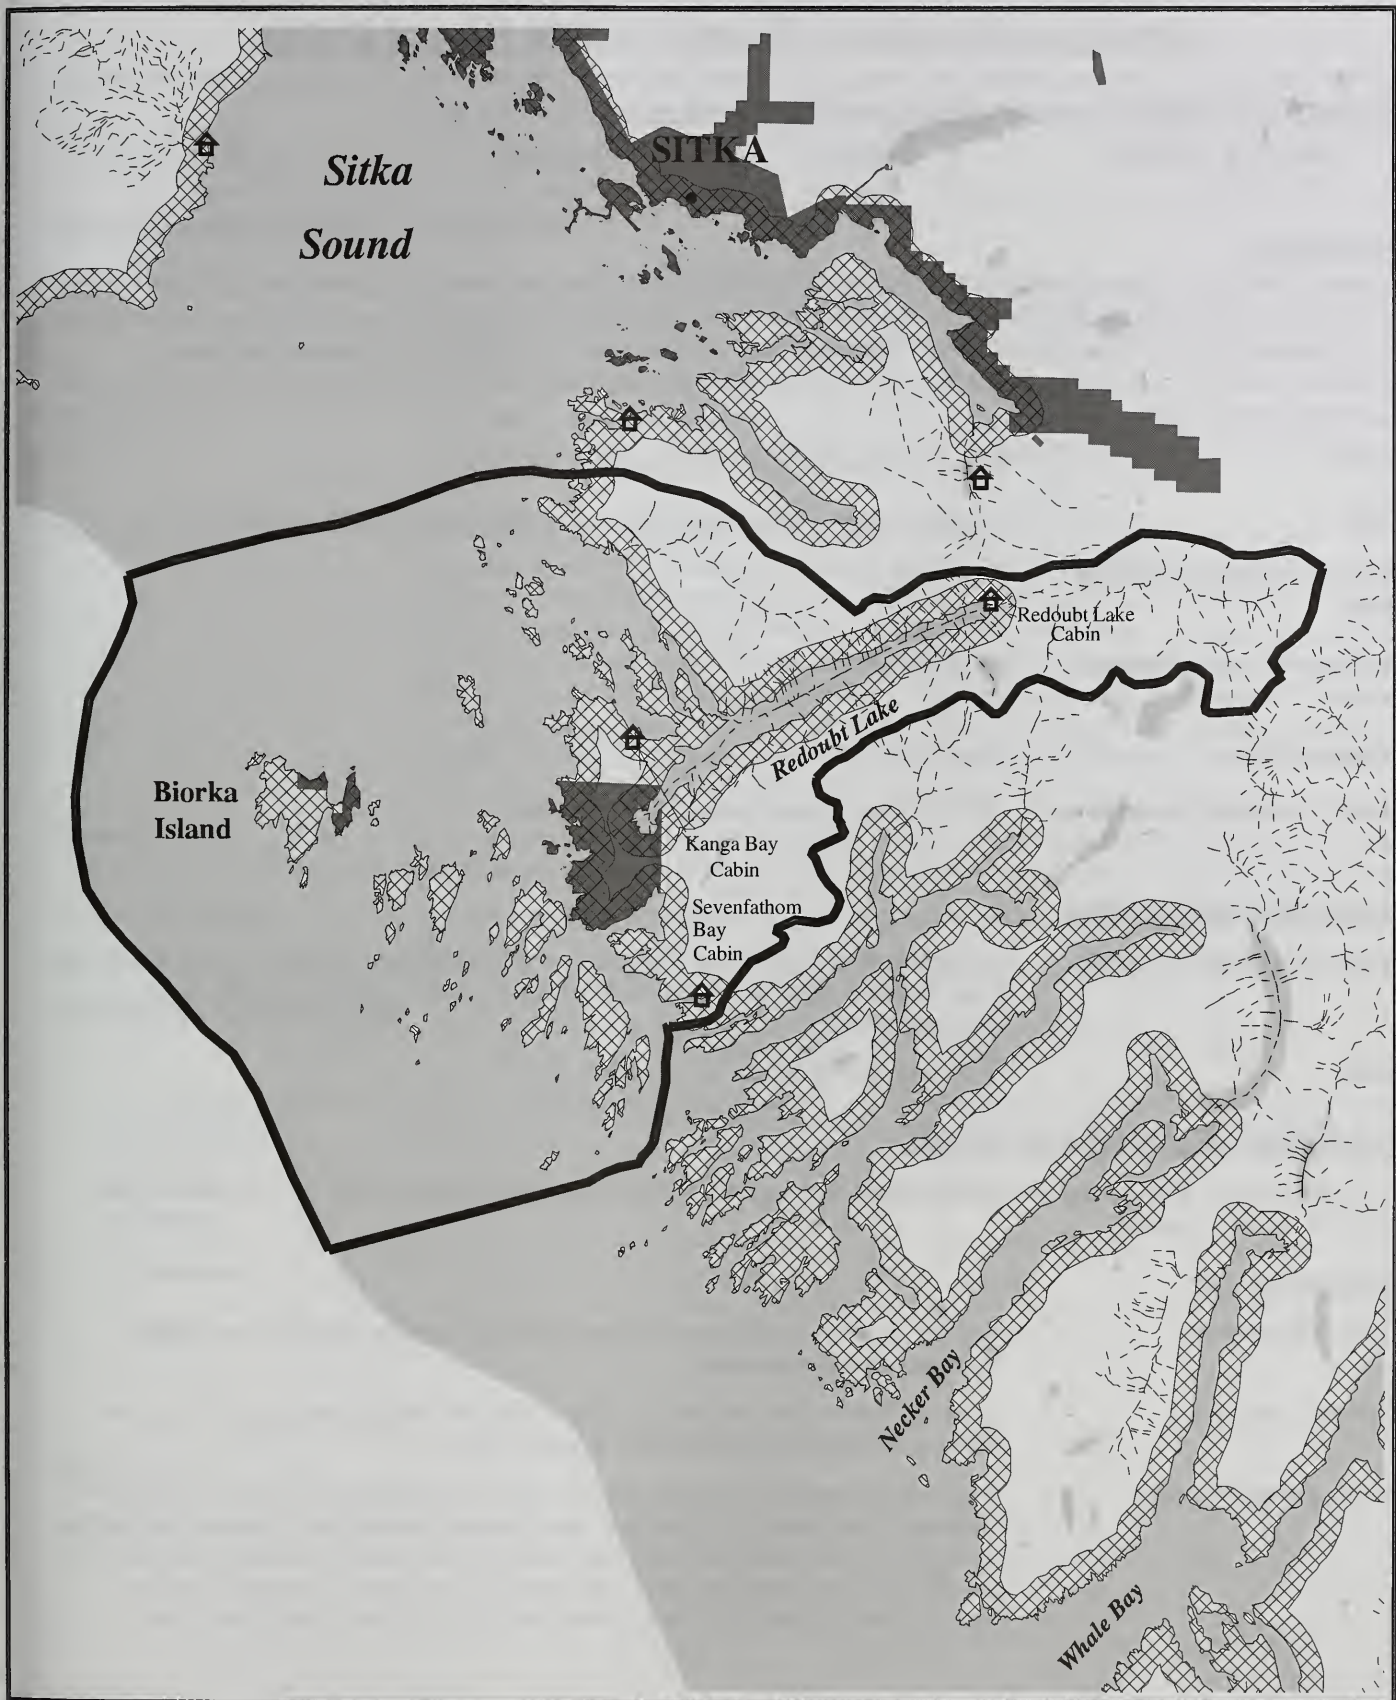 SITKA
Sitka
Sound
Redoubt Lake
Cabin
Redoubt Lake
Biorka
Island
Kanga Bay
Cabin
Sevenfathom
Bay
Cabin
Necker Bay
Whale Bay